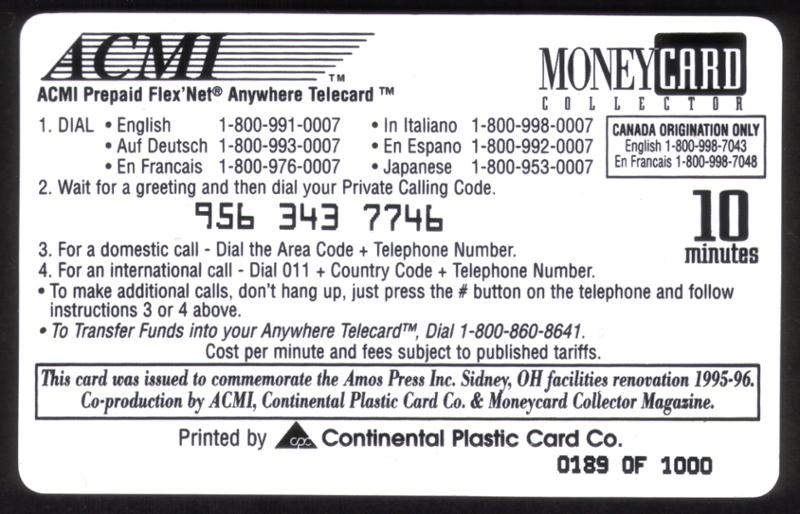 ACMI ™
ACMI Prepaid Flex'Net® Anywhere Telecard ™
MONEYCARD
COLLECTOR
1. DIAL • English 1-800-991-0007 • In Italiano 1-800-998-0007
• Auf Deutsch 1-800-993-0007 • En Espano 1-800-992-0007
• En Francais 1-800-976-0007 • Japanese 1-800-953-0007
CANADA ORIGINATION ONLY
English 1-800-998-7043
En Francais 1-800-998-7048
2. Wait for a greeting and then dial your Private Calling Code.
956 343 7746
10
minutes
3. For a domestic call - Dial the Area Code + Telephone Number.
4. For an international call - Dial 011 + Country Code + Telephone Number.
• To make additional calls, don't hang up, just press the # button on the telephone and follow
instructions 3 or 4 above.
• To Transfer Funds into your Anywhere Telecard™, Dial 1-800-860-8641.
Cost per minute and fees subject to published tariffs.
This card was issued to commemorate the Amos Press Inc. Sidney, OH facilities renovation 1995-96.
Co-production by ACMI, Continental Plastic Card Co. & Moneycard Collector Magazine.
Printed by cpc Continental Plastic Card Co.
0189 OF 1000